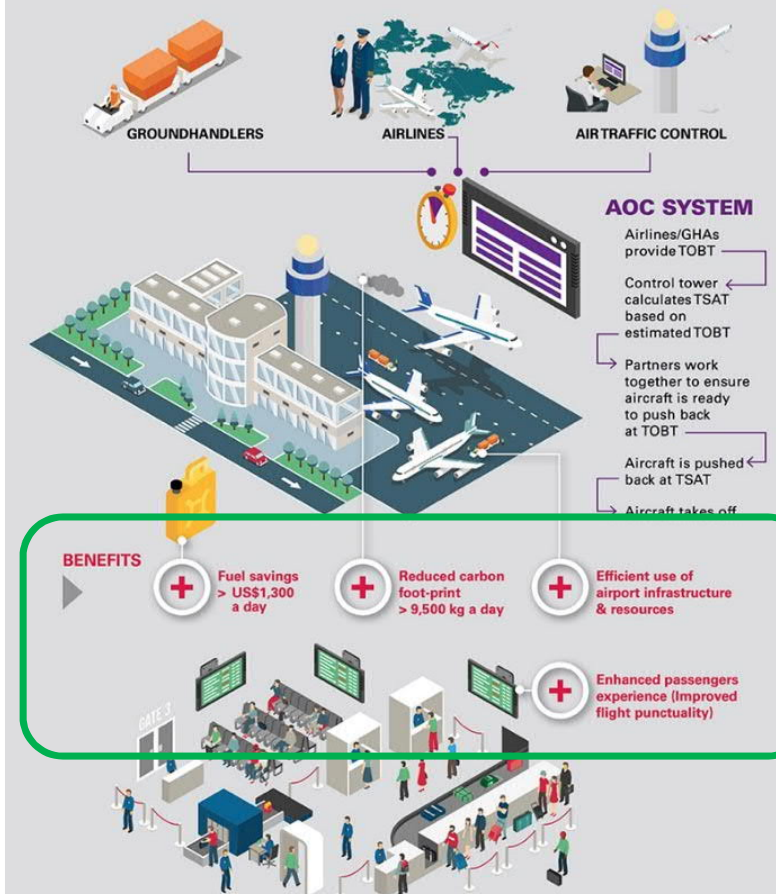 GROUNDHANDLERS
AIRLINES
AIR TRAFFIC CONTROL
AOC SYSTEM
Airlines/GHAs
provide TOBT
Control tower
calculates TSAT
based on
estimated TOBT
Partners work
together to ensure
aircraft is ready
to push back
at TOBT
Aircraft is pushed
back at TSAT
Aircraft takes off
BENEFITS
Fuel savings
> US$1,300
a day
Reduced carbon
foot-print
> 9,500 kg a day
Efficient use of
airport infrastructure
& resources
Enhanced passengers
experience (Improved
flight punctuality)
GATE 3